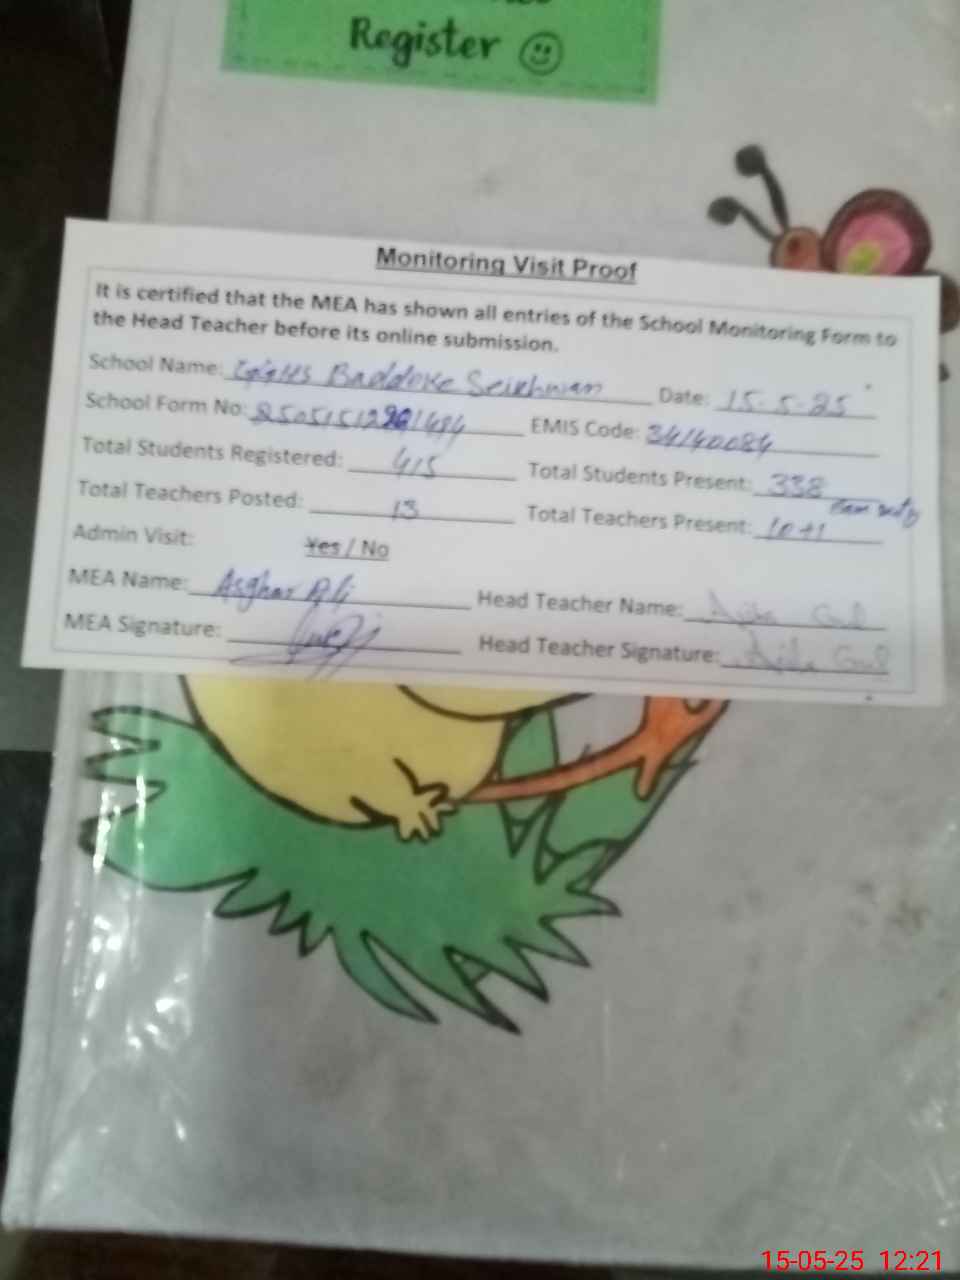 Register
Monitoring Visit Proof
It is certified that the MEA has shown all entries of the School Monitoring Form to
the Head Teacher before its online submission.
School Name: Baddoke Seikhwan Date: 15-5-25
School Form No: EMIS Code: 34140084
Total Students Registered: 415 Total Students Present: 338
Total Teachers Posted: 13 Total Teachers Present: 10+1
Admin Visit: Yes / No
MEA Name: Asghar Ali Head Teacher Name: Gul
MEA Signature: Head Teacher Signature: Gul
15-05-25 12:21